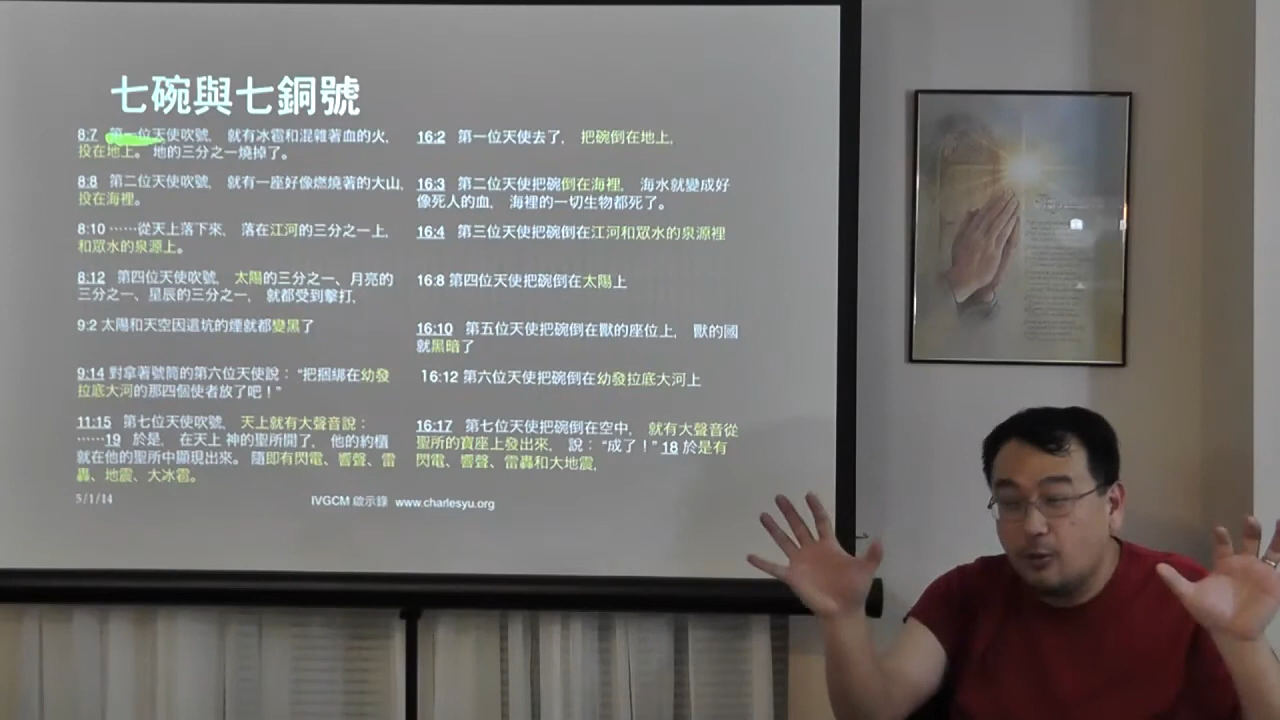 七碗與七銅號
8:7 第一位天使吹號, 就有冰雹和混雜著血的火,
投在地上。 地的三分之一燒掉了。
8:8 第二位天使吹號, 就有一座好像燃燒著的大山,
投在海裡。
8:10 ……從天上落下來, 落在江河的三分之一上,
和眾水的泉源上。
8:12 第四位天使吹號, 太陽的三分之一、月亮的
三分之一、星辰的三分之一, 就都受到擊打,
9:2 太陽和天空因這坑的煙就都變黑了
9:14 對拿著號筒的第六位天使說:“把捆綁在幼發
拉底大河的那四個使者放了吧!”
11:15 第七位天使吹號, 天上就有大聲音說:
……19 於是, 在天上 神的聖所開了, 他的約櫃
就在他的聖所中顯現出來。 隨即有閃電、響聲、雷
轟、地震、大冰雹。
16:2 第一位天使去了, 把碗倒在地上,
16:3 第二位天使把碗倒在海裡, 海水就變成好
像死人的血, 海裡的一切生物都死了。
16:4 第三位天使把碗倒在江河和眾水的泉源裡
16:8 第四位天使把碗倒在太陽上
16:10 第五位天使把碗倒在獸的座位上, 獸的國
就黑暗了
16:12 第六位天使把碗倒在幼發拉底大河上
16:17 第七位天使把碗倒在空中, 就有大聲音從
聖所的寶座上發出來, 說:“成了!” 18 於是有
閃電、響聲、雷轟和大地震,
5/1/14
IVGCM 啟示錄 www.charlesyu.org